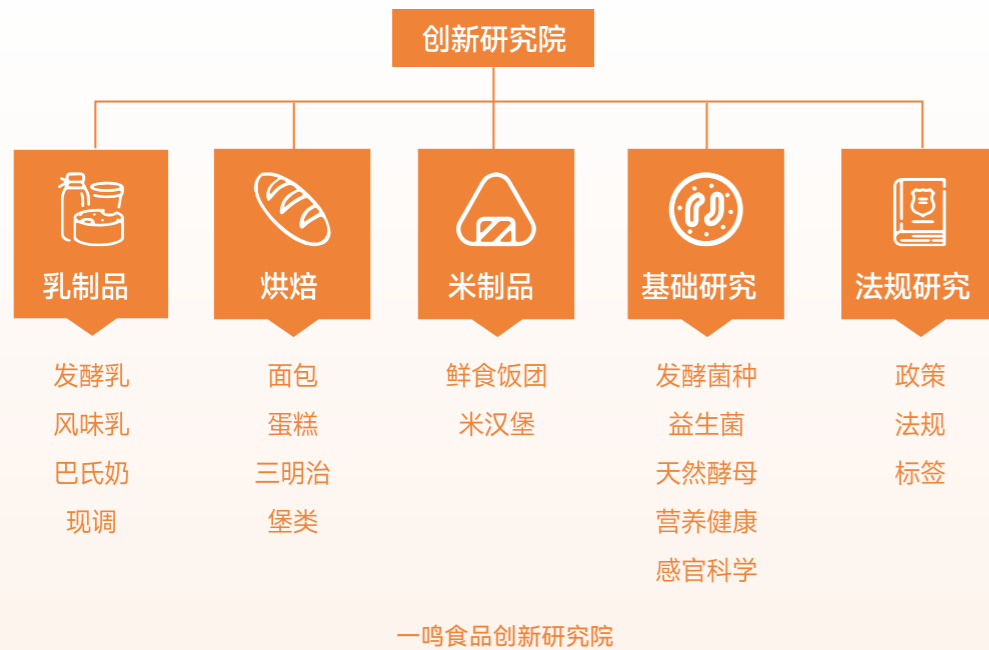 创新研究院
乳制品
发酵乳
风味乳
巴氏奶
现调
烘焙
面包
蛋糕
三明治
堡类
米制品
鲜食饭团
米汉堡
基础研究
发酵菌种
益生菌
天然酵母
营养健康
感官科学
法规研究
政策
法规
标签
一鸣食品创新研究院